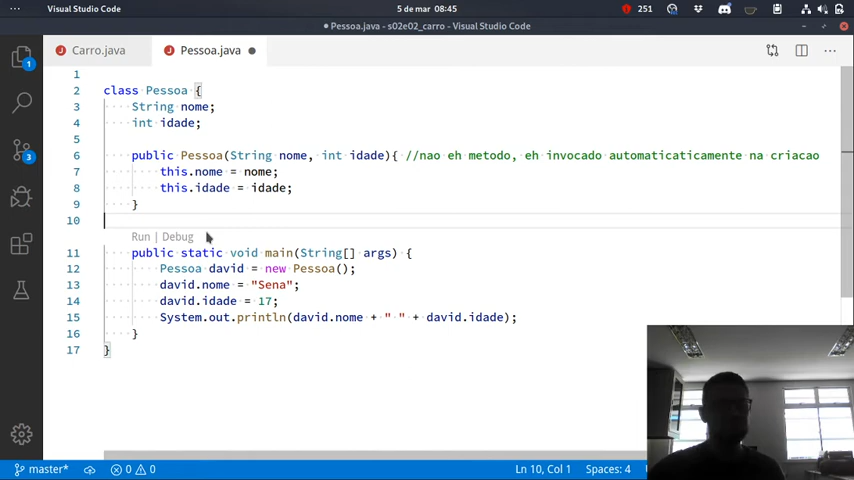 Visual Studio Code
5 de mar 08:45
251
Pessoa.java - s02e02_carro - Visual Studio Code
Carro.java
Pessoa.java
1
2 class Pessoa {
3 String nome;
4 int idade;
5
6 public Pessoa(String nome, int idade){ //nao eh metodo, eh invocado automaticaticamente na criacao
7 this.nome = nome;
8 this.idade = idade;
9 }
10
Run | Debug
11 public static void main(String[] args) {
12 Pessoa david = new Pessoa();
13 david.nome = "Sena";
14 david.idade = 17;
15 System.out.println(david.nome + " " + david.idade);
16 }
17 }
1
3
master* 0 0 Ln 10, Col 1 Spaces: 4